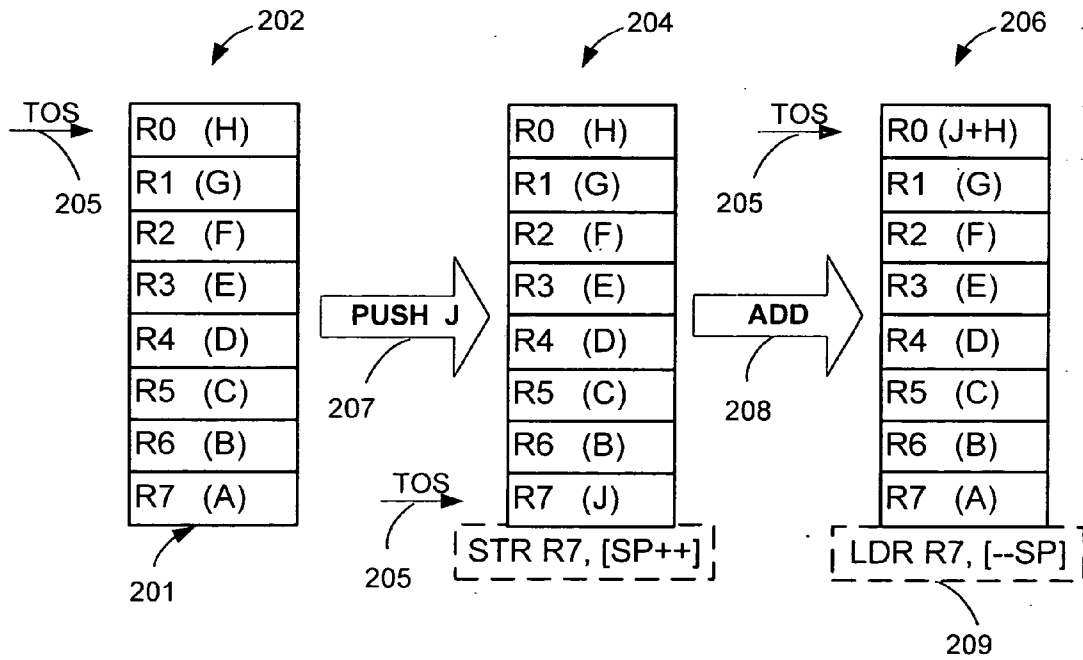 202
204
206
TOS
205
R0 (H)
R1 (G)
R2 (F)
R3 (E)
R4 (D)
R5 (C)
R6 (B)
R7 (A)
201
PUSH J
207
TOS
205
R0 (H)
R1 (G)
R2 (F)
R3 (E)
R4 (D)
R5 (C)
R6 (B)
R7 (J)
STR R7, [SP++]
ADD
208
TOS
205
R0 (J+H)
R1 (G)
R2 (F)
R3 (E)
R4 (D)
R5 (C)
R6 (B)
R7 (A)
LDR R7, [--SP]
209